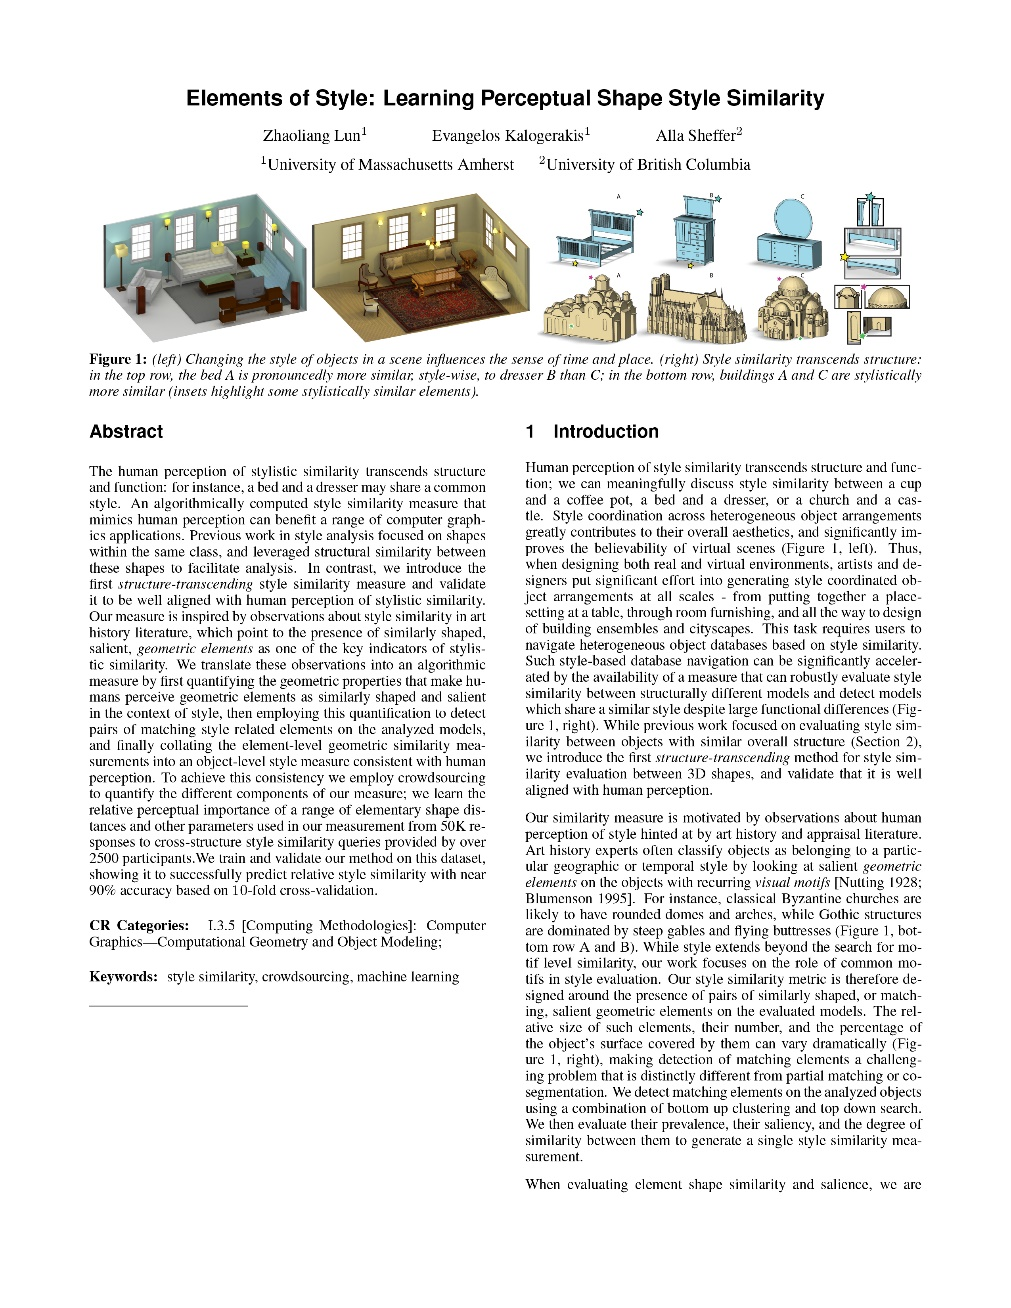 Elements of Style: Learning Perceptual Shape Style Similarity
Zhaoliang Lun1 Evangelos Kalogerakis1 Alla Sheffer2
1University of Massachusetts Amherst 2University of British Columbia
A B C
A B C
Figure 1: (left) Changing the style of objects in a scene influences the sense of time and place. (right) Style similarity transcends structure:
in the top row, the bed A is pronouncedly more similar, style-wise, to dresser B than C; in the bottom row, buildings A and C are stylistically
more similar (insets highlight some stylistically similar elements).
Abstract
The human perception of stylistic similarity transcends structure
and function: for instance, a bed and a dresser may share a common
style. An algorithmically computed style similarity measure that
mimics human perception can benefit a range of computer graph-
ics applications. Previous work in style analysis focused on shapes
within the same class, and leveraged structural similarity between
these shapes to facilitate analysis. In contrast, we introduce the
first structure-transcending style similarity measure and validate
it to be well aligned with human perception of stylistic similarity.
Our measure is inspired by observations about style similarity in art
history literature, which point to the presence of similarly shaped,
salient, geometric elements as one of the key indicators of stylis-
tic similarity. We translate these observations into an algorithmic
measure by first quantifying the geometric properties that make hu-
mans perceive geometric elements as similarly shaped and salient
in the context of style, then employing this quantification to detect
pairs of matching style related elements on the analyzed models,
and finally collating the element-level geometric similarity mea-
surements into an object-level style measure consistent with human
perception. To achieve this consistency we employ crowdsourcing
to quantify the different components of our measure; we learn the
relative perceptual importance of a range of elementary shape dis-
tances and other parameters used in our measurement from 50K re-
sponses to cross-structure style similarity queries provided by over
2500 participants.We train and validate our method on this dataset,
showing it to successfully predict relative style similarity with near
90% accuracy based on 10-fold cross-validation.
CR Categories: I.3.5 [Computing Methodologies]: Computer
Graphics—Computational Geometry and Object Modeling;
Keywords: style similarity, crowdsourcing, machine learning
1 Introduction
Human perception of style similarity transcends structure and func-
tion; we can meaningfully discuss style similarity between a cup
and a coffee pot, a bed and a dresser, or a church and a cas-
tle. Style coordination across heterogeneous object arrangements
greatly contributes to their overall aesthetics, and significantly im-
proves the believability of virtual scenes (Figure 1, left). Thus,
when designing both real and virtual environments, artists and de-
signers put significant effort into generating style coordinated ob-
ject arrangements at all scales - from putting together a place-
setting at a table, through room furnishing, and all the way to design
of building ensembles and cityscapes. This task requires users to
navigate heterogeneous object databases based on style similarity.
Such style-based database navigation can be significantly acceler-
ated by the availability of a measure that can robustly evaluate style
similarity between structurally different models and detect models
which share a similar style despite large functional differences (Fig-
ure 1, right). While previous work focused on evaluating style sim-
ilarity between objects with similar overall structure (Section 2),
we introduce the first structure-transcending method for style sim-
ilarity evaluation between 3D shapes, and validate that it is well
aligned with human perception.
Our similarity measure is motivated by observations about human
perception of style hinted at by art history and appraisal literature.
Art history experts often classify objects as belonging to a partic-
ular geographic or temporal style by looking at salient geometric
elements on the objects with recurring visual motifs [Nutting 1928;
Blumenson 1995]. For instance, classical Byzantine churches are
likely to have rounded domes and arches, while Gothic structures
are dominated by steep gables and flying buttresses (Figure 1, bot-
tom row A and B). While style extends beyond the search for mo-
tif level similarity, our work focuses on the role of common mo-
tifs in style evaluation. Our style similarity metric is therefore de-
signed around the presence of pairs of similarly shaped, or match-
ing, salient geometric elements on the evaluated models. The rel-
ative size of such elements, their number, and the percentage of
the object's surface covered by them can vary dramatically (Fig-
ure 1, right), making detection of matching elements a challeng-
ing problem that is distinctly different from partial matching or co-
segmentation. We detect matching elements on the analyzed objects
using a combination of bottom up clustering and top down search.
We then evaluate their prevalence, their saliency, and the degree of
similarity between them to generate a single style similarity mea-
surement.
When evaluating element shape similarity and salience, we are